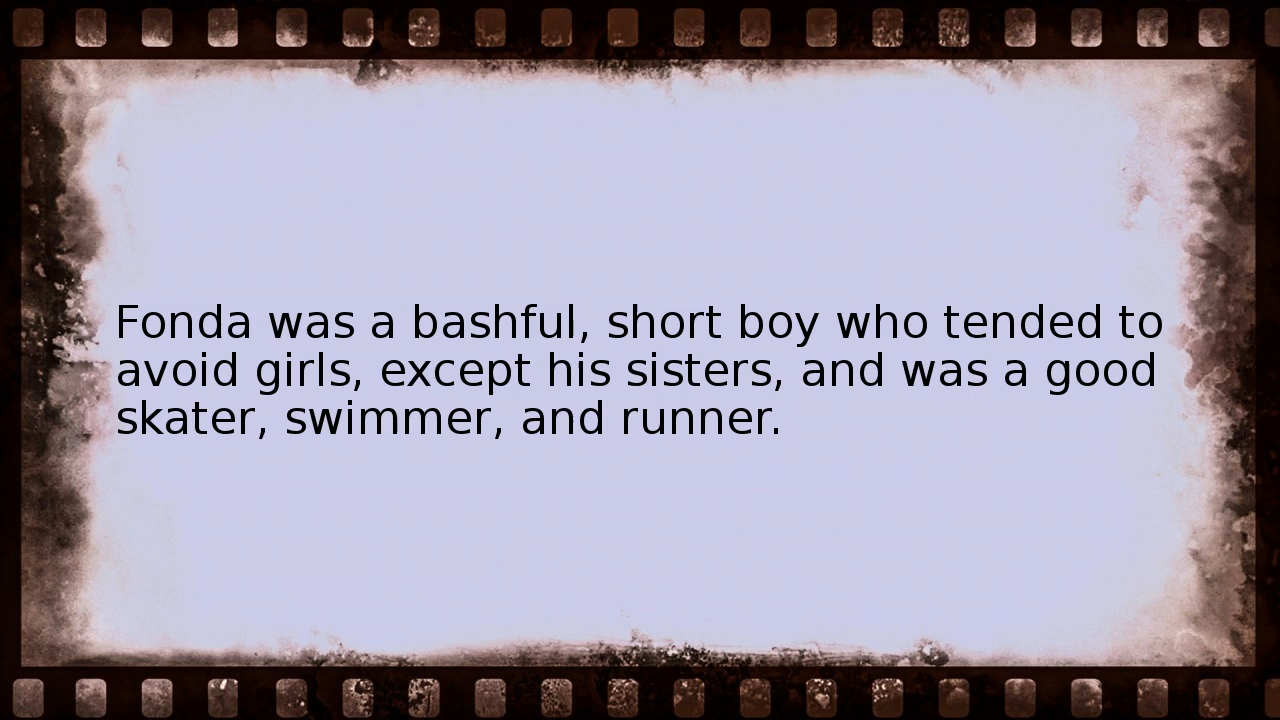 Fonda was a bashful, short boy who tended to
avoid girls, except his sisters, and was a good
skater, swimmer, and runner.